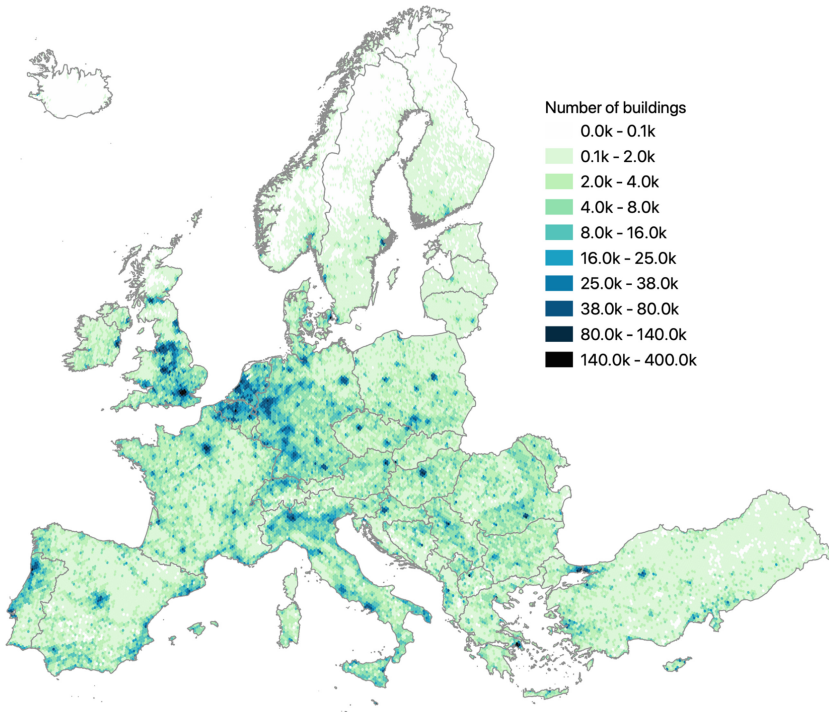 Number of buildings
0.0k - 0.1k
0.1k - 2.0k
2.0k - 4.0k
4.0k - 8.0k
8.0k - 16.0k
16.0k - 25.0k
25.0k - 38.0k
38.0k - 80.0k
80.0k - 140.0k
140.0k - 400.0k